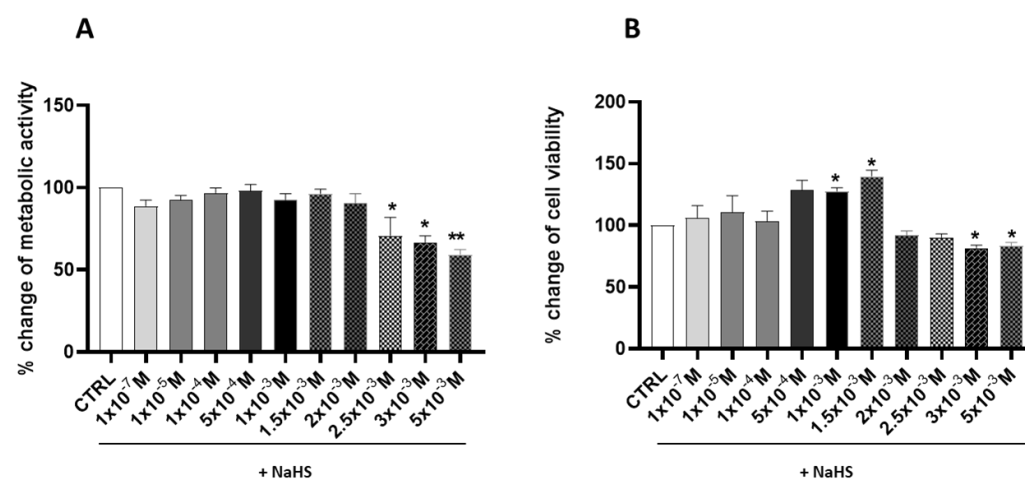 A
% change of metabolic activity
150
100
50
0
*
*
**
CTRL
1x10⁻⁷M
1x10⁻⁵M
1x10⁻⁴M
5x10⁻⁴M
1x10⁻³M
1.5x10⁻³M
2x10⁻³M
2.5x10⁻³M
3x10⁻³M
5x10⁻³M
+ NaHS
B
% change of cell viability
200
150
100
50
0
*
*
*
*
CTRL
1x10⁻⁷M
1x10⁻⁵M
1x10⁻⁴M
5x10⁻⁴M
1x10⁻³M
1.5x10⁻³M
2x10⁻³M
2.5x10⁻³M
3x10⁻³M
5x10⁻³M
+ NaHS